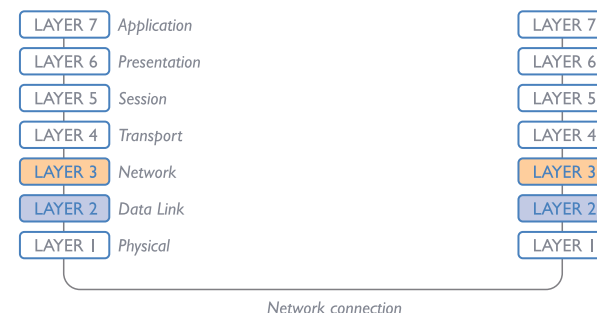 LAYER 7 Application LAYER 7
LAYER 6 Presentation LAYER 6
LAYER 5 Session LAYER 5
LAYER 4 Transport LAYER 4
LAYER 3 Network LAYER 3
LAYER 2 Data Link LAYER 2
LAYER 1 Physical LAYER 1
Network connection